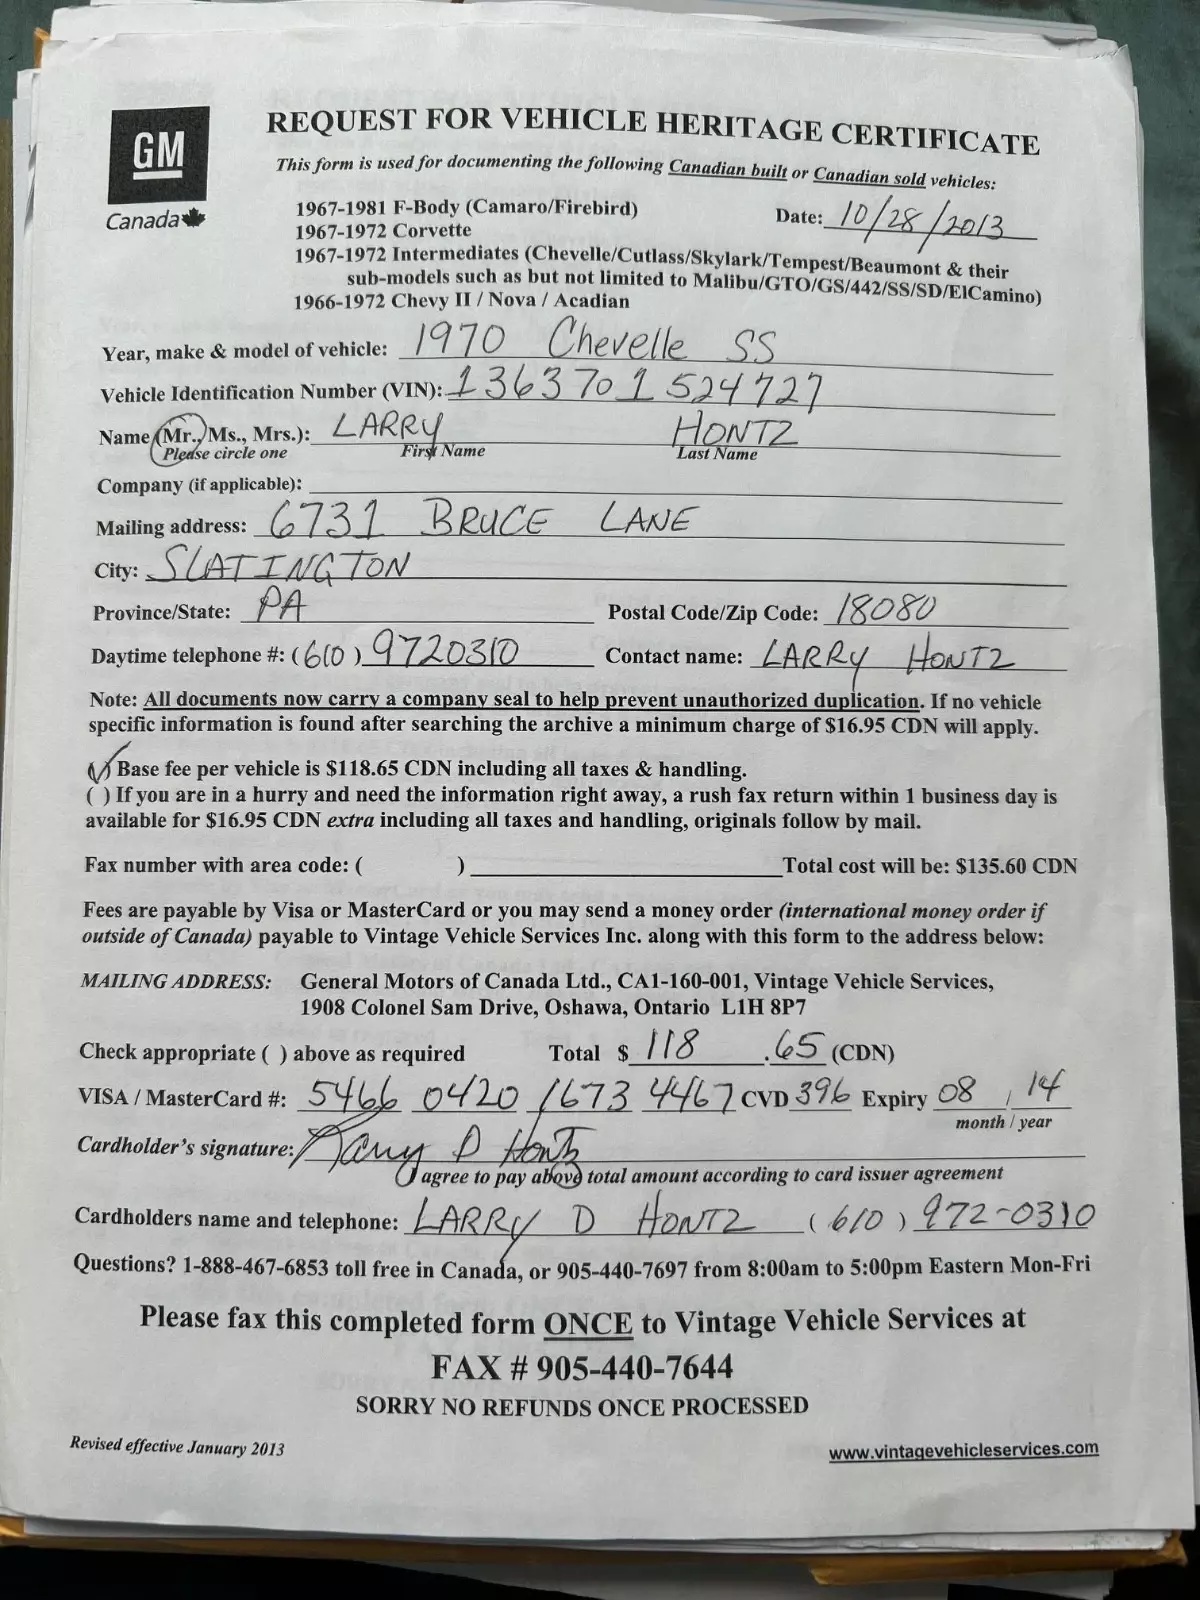 GM
Canada
REQUEST FOR VEHICLE HERITAGE CERTIFICATE
This form is used for documenting the following Canadian built or Canadian sold vehicles:
1967-1981 F-Body (Camaro/Firebird) Date: 10/28/2013
1967-1972 Corvette
1967-1972 Intermediates (Chevelle/Cutlass/Skylark/Tempest/Beaumont & their
sub-models such as but not limited to Malibu/GTO/GS/442/SS/SD/ElCamino)
1966-1972 Chevy II / Nova / Acadian
Year, make & model of vehicle: 1970 Chevelle SS
Vehicle Identification Number (VIN): 1363701524727
Name (Mr., Ms., Mrs.): LARRY HONTZ
Please circle one First Name Last Name
Company (if applicable):
Mailing address: 6731 BRUCE LANE
City: SLATINGTON
Province/State: PA Postal Code/Zip Code: 18080
Daytime telephone #: (610) 9720310 Contact name: LARRY HONTZ
Note: All documents now carry a company seal to help prevent unauthorized duplication. If no vehicle
specific information is found after searching the archive a minimum charge of $16.95 CDN will apply.
(✓) Base fee per vehicle is $118.65 CDN including all taxes & handling.
( ) If you are in a hurry and need the information right away, a rush fax return within 1 business day is
available for $16.95 CDN extra including all taxes and handling, originals follow by mail.
Fax number with area code: ( ) Total cost will be: $135.60 CDN
Fees are payable by Visa or MasterCard or you may send a money order (international money order if
outside of Canada) payable to Vintage Vehicle Services Inc. along with this form to the address below:
MAILING ADDRESS: General Motors of Canada Ltd., CA1-160-001, Vintage Vehicle Services,
1908 Colonel Sam Drive, Oshawa, Ontario L1H 8P7
Check appropriate ( ) above as required Total $ 118 .65 (CDN)
VISA / MasterCard #: 5466 0420 1673 4467 CVD 396 Expiry 08 / 14
month / year
Cardholder's signature: Larry D Hontz
I agree to pay above total amount according to card issuer agreement
Cardholders name and telephone: LARRY D HONTZ (610) 972-0310
Questions? 1-888-467-6853 toll free in Canada, or 905-440-7697 from 8:00am to 5:00pm Eastern Mon-Fri
Please fax this completed form ONCE to Vintage Vehicle Services at
FAX # 905-440-7644
SORRY NO REFUNDS ONCE PROCESSED
Revised effective January 2013 www.vintagevehicleservices.com